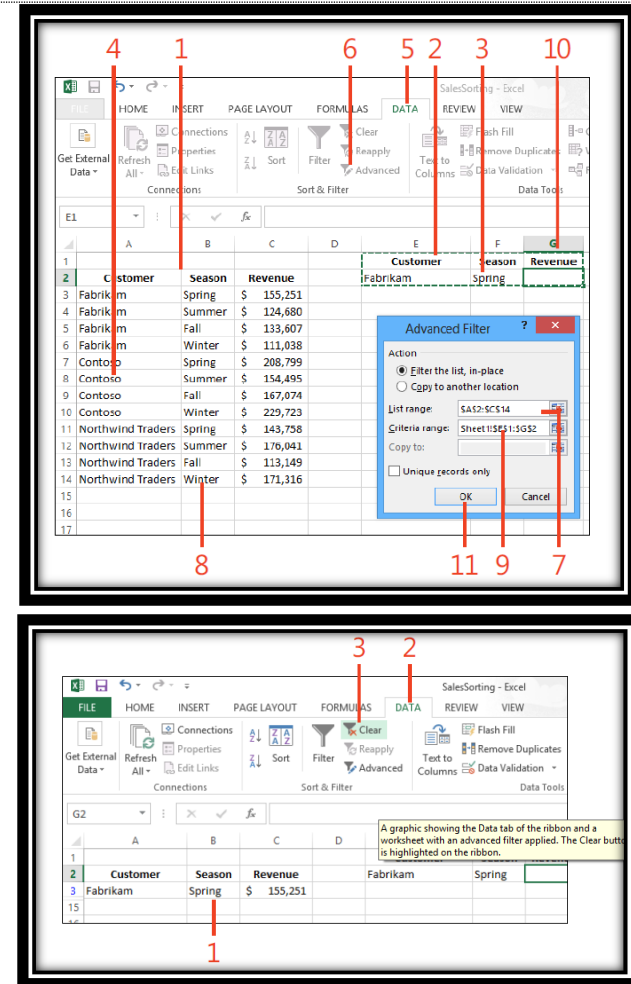 4 1 6 5 2 3 10
SalesSorting - Excel
FILE HOME INSERT PAGE LAYOUT FORMULAS DATA REVIEW VIEW
Get External Data
Refresh All
Connections
Properties
Edit Links
Connections
Sort
Filter
Clear
Reapply
Advanced
Sort & Filter
Text to Columns
Flash Fill
Remove Duplicates
Data Validation
Data Tools
E1
fx
A B C D E F G
1 Customer Season Revenue
2 Customer Season Revenue Fabrikam Spring
3 Fabrikam Spring $ 155,251
4 Fabrikam Summer $ 124,680
5 Fabrikam Fall $ 133,607
6 Fabrikam Winter $ 111,038
7 Contoso Spring $ 208,799
8 Contoso Summer $ 154,495
9 Contoso Fall $ 167,074
10 Contoso Winter $ 229,723
11 Northwind Traders Spring $ 143,758
12 Northwind Traders Summer $ 176,041
13 Northwind Traders Fall $ 113,149
14 Northwind Traders Winter $ 171,316
15
16
17
Advanced Filter ?
Action
Filter the list, in-place
Copy to another location
List range: $A$2:$C$14
Criteria range: Sheet1!$E$1:$G$2
Copy to:
Unique records only
OK Cancel
8 11 9 7
3 2
SalesSorting - Excel
FILE HOME INSERT PAGE LAYOUT FORMULAS DATA REVIEW VIEW
Get External Data
Refresh All
Connections
Properties
Edit Links
Connections
Sort
Filter
Clear
Reapply
Advanced
Sort & Filter
Text to Columns
Flash Fill
Remove Duplicates
Data Validation
Data Tools
G2
fx
A graphic showing the Data tab of the ribbon and a
worksheet with an advanced filter applied. The Clear
is highlighted on the ribbon.
A B C D
1
2 Customer Season Revenue Fabrikam Spring
3 Fabrikam Spring $ 155,251
15
1